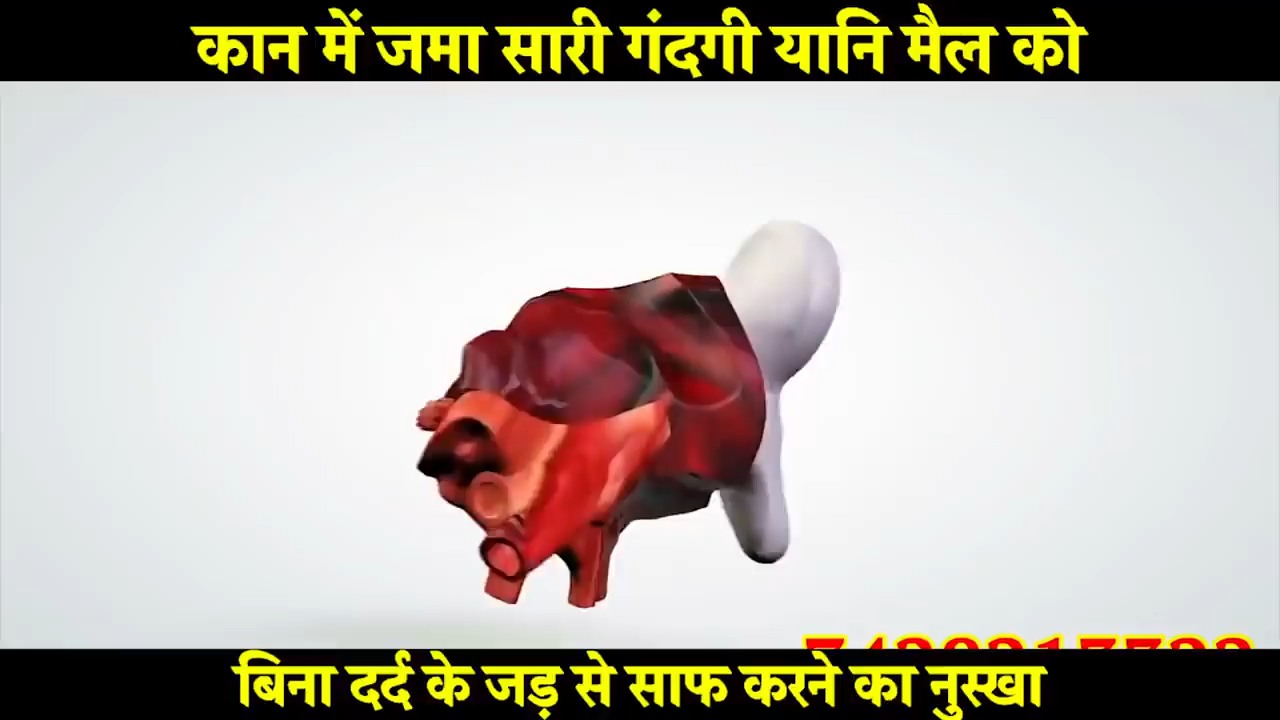 कान में जमा सारी गंदगी यानि मैल को
बिना दर्द के जड़ से साफ करने का नुस्खा